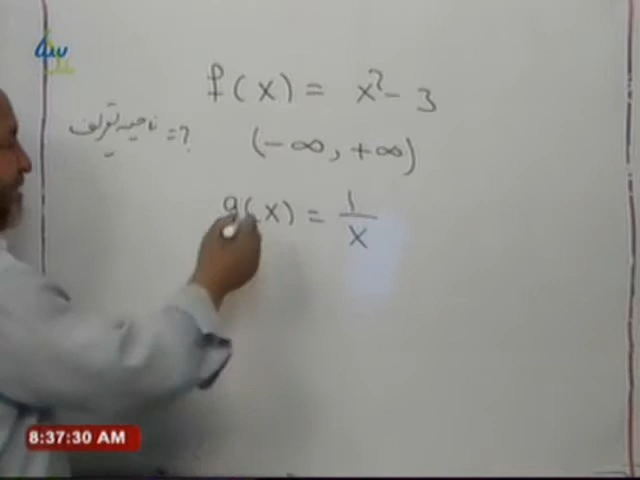 f(x) = x² - 3
ناحیه تعریف = ?
(-∞, +∞)
g(x) = 1/x
8:37:30 AM